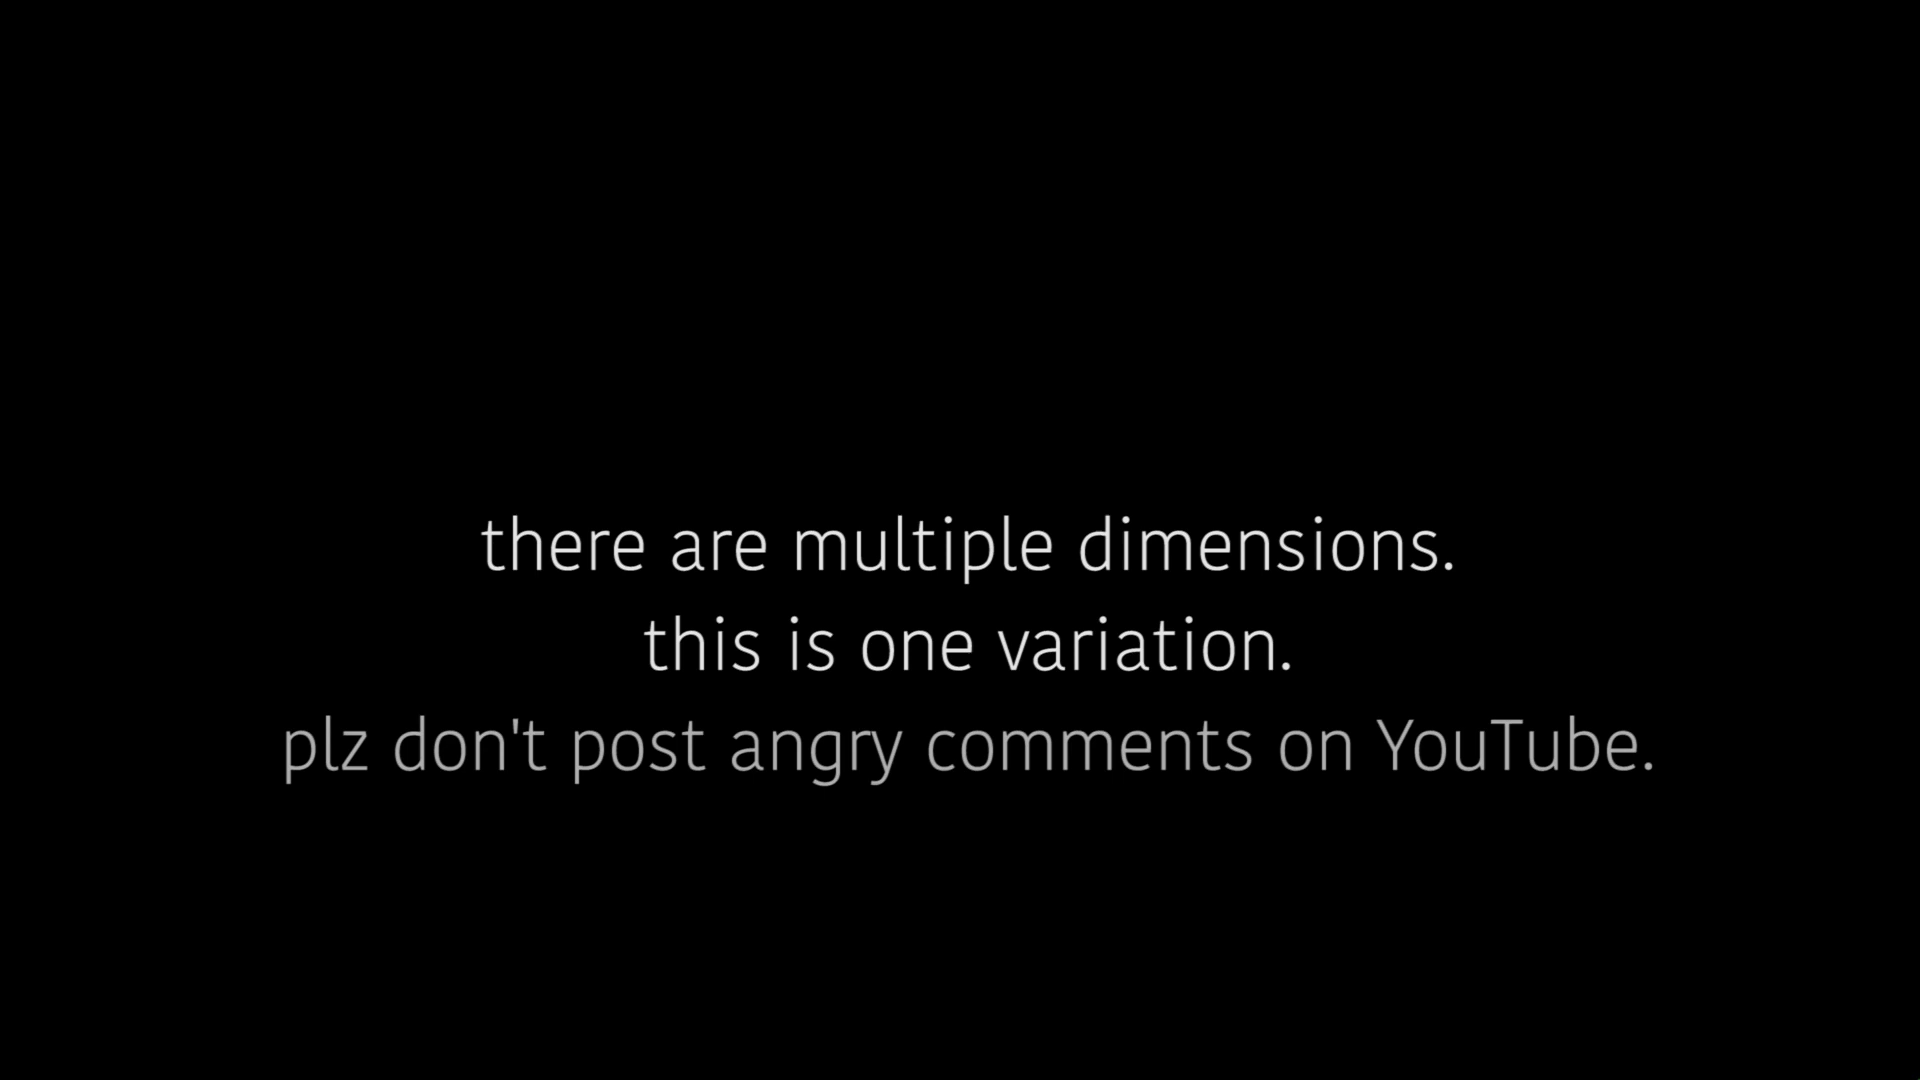 there are multiple dimensions.
this is one variation.
plz don't post angry comments on YouTube.